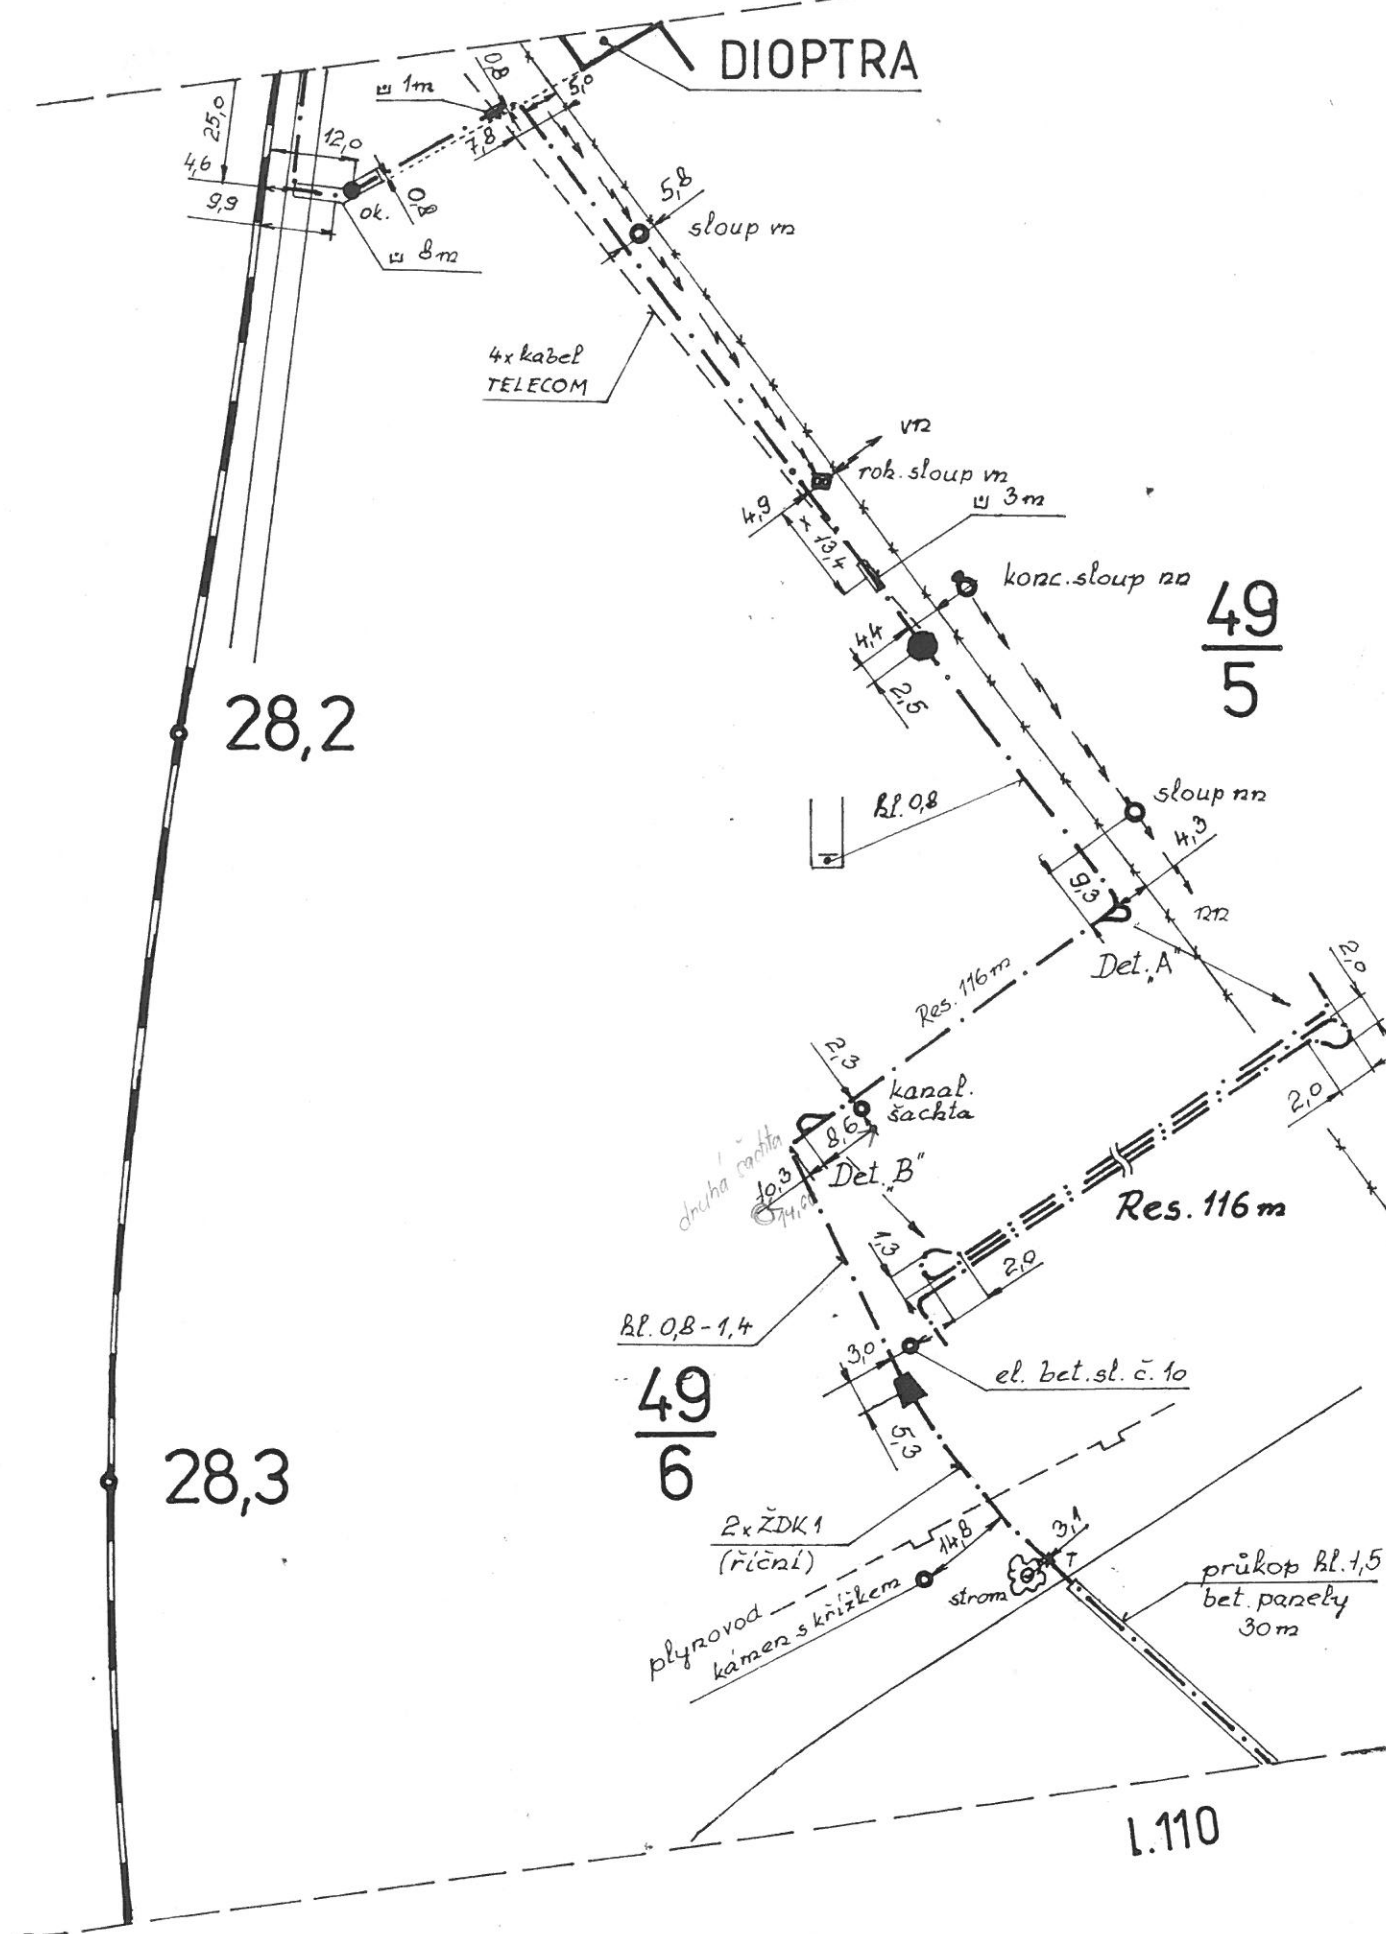 DIOPTRA
0,8
ш 1m
5,0
7,8
25,0
12,0
4,6
9,9
ok.
0,8
ш 8m
5,8
sloup vn
4x kabel
TELECOM
vn
roh. sloup vn
ш 3m
4,9
x 13,4
konc. sloup nn
49
5
4,4
2,5
28,2
hl. 0,8
sloup nn
4,3
9,3
nn
Det. „A"
2,0
Res. 116m
2,3
kanal.
šachta
8,6
2,0
druhá šachta
10,3
Det. „B"
Res. 116m
1,3
2,0
hl. 0,8-1,4
3,0
el. bet. sl. č. 10
49
6
5,3
28,3
2x ŽDK 1
(říční)
14,8
3,1
T
strom
průkop hl. 1,5
bet. panely
30m
plynovod
kámen s křížkem
l.110